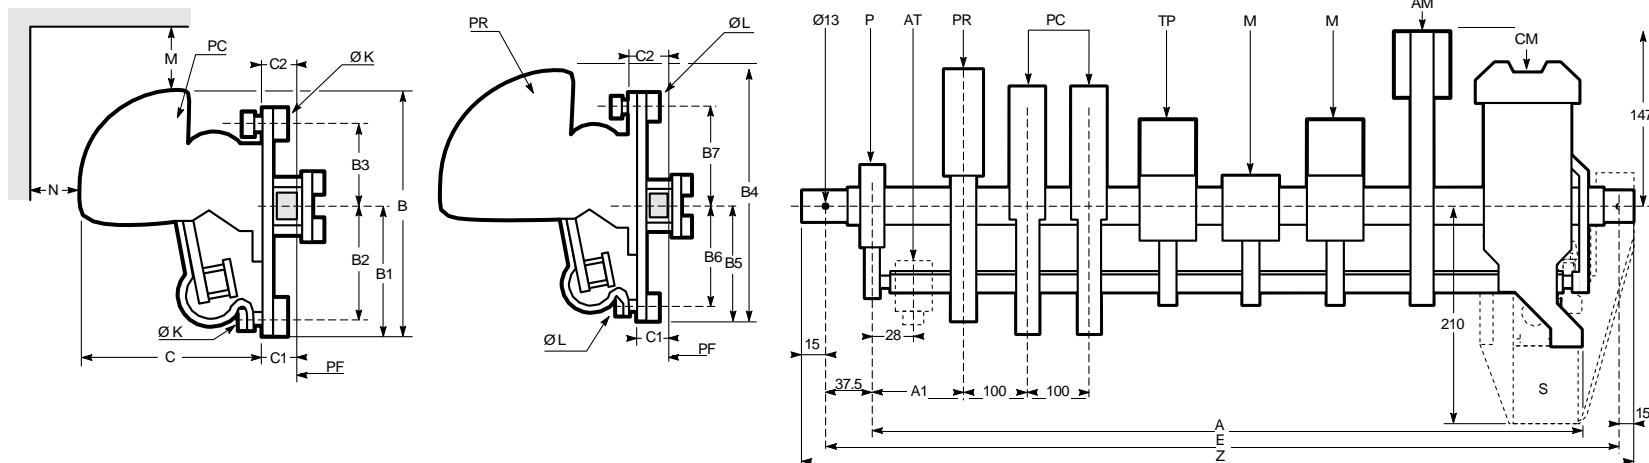 PC
M
N
C2
ØK
B3
B
B2
B1
ØK
C
C1
PF
PR
C2
ØL
B7
B4
B6
B5
ØL
C1
PF
Ø13
P
AT
PR
PC
TP
M
M
AM
CM
147
210
28
15
37.5
A1
100
100
S
15
A
E
Z